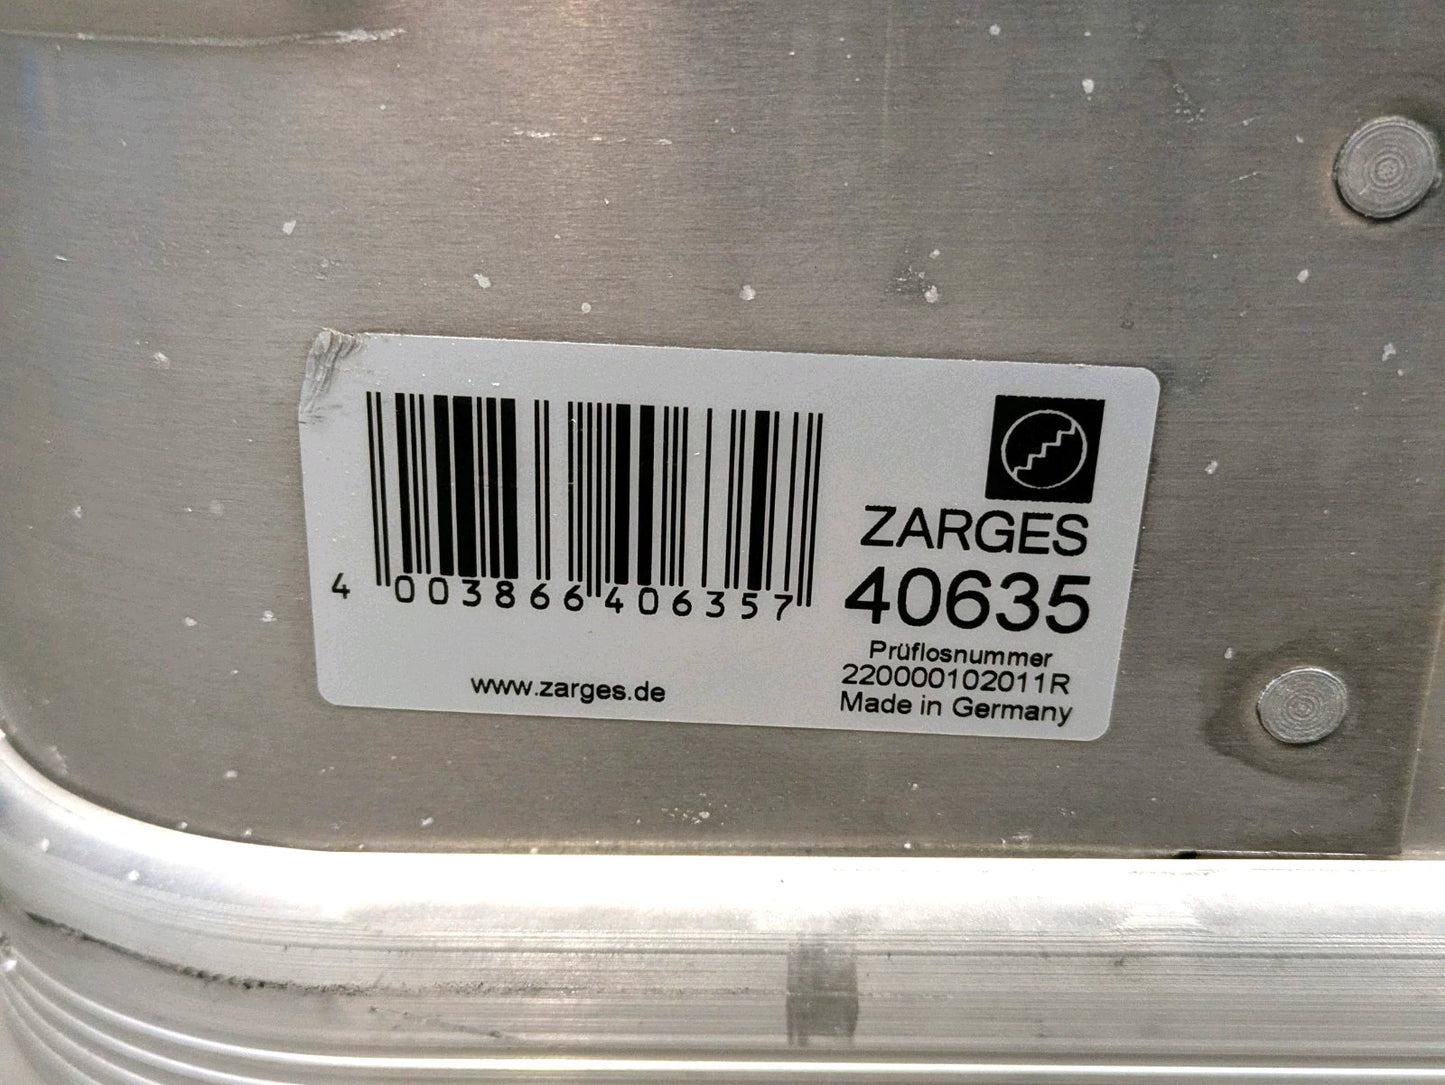 4 003866 406357
ZARGES
40635
Prüflosnummer
220000102011R
Made in Germany
www.zarges.de